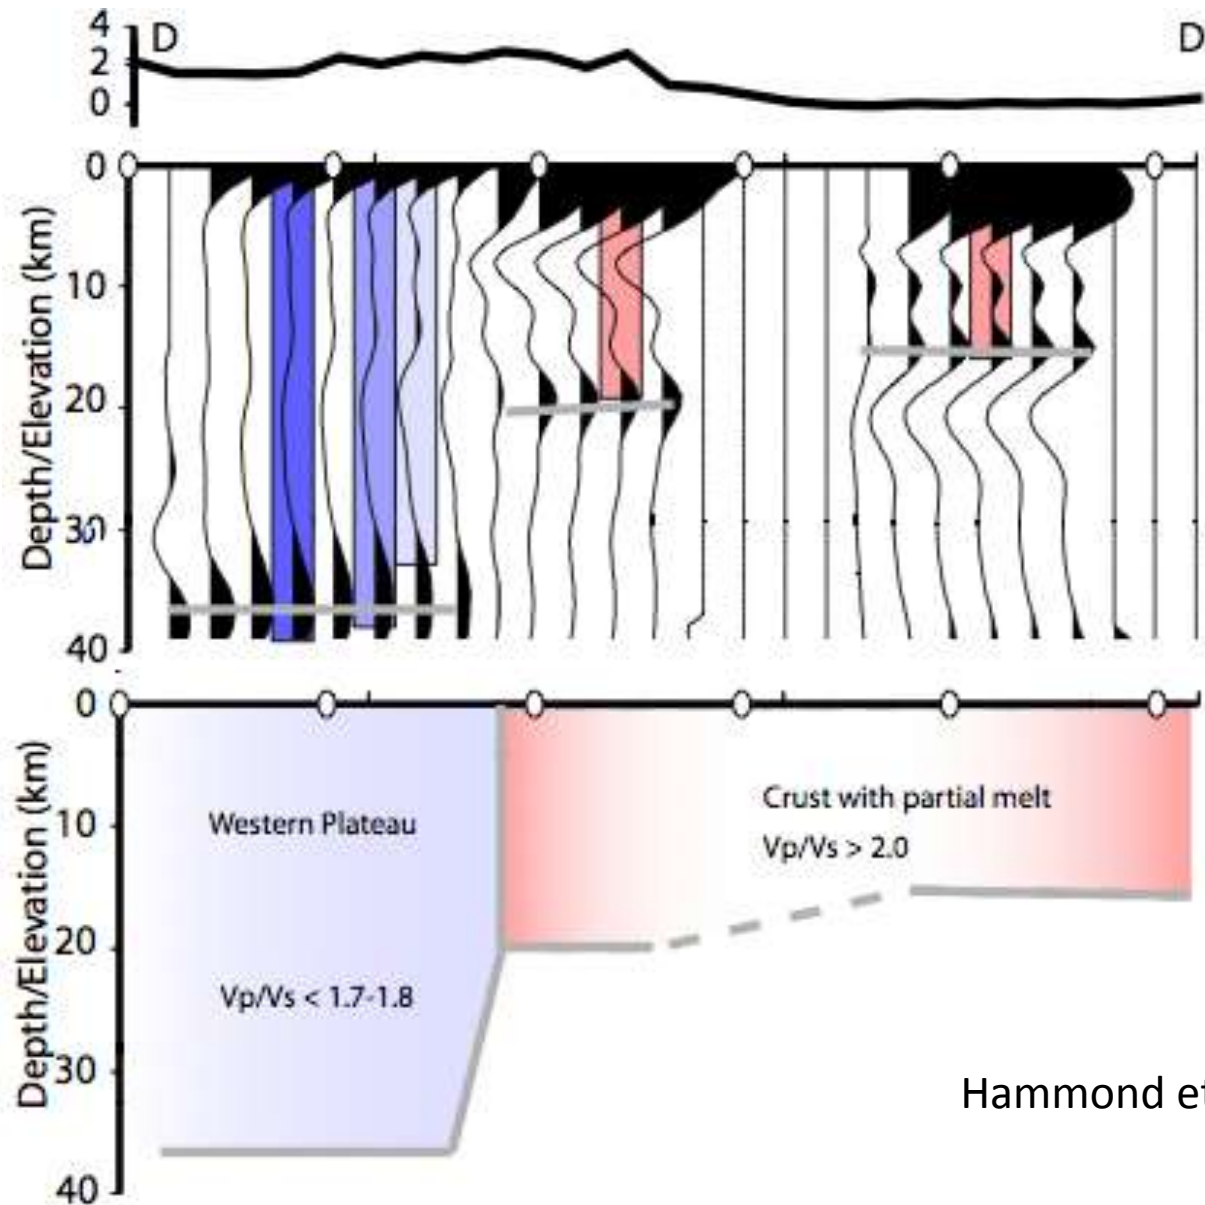 4
D
D
2
0
Depth/Elevation (km)
0
10
20
30
40
Depth/Elevation (km)
0
10
20
30
40
Western Plateau
Vp/Vs < 1.7-1.8
Crust with partial melt
Vp/Vs > 2.0
Hammond et